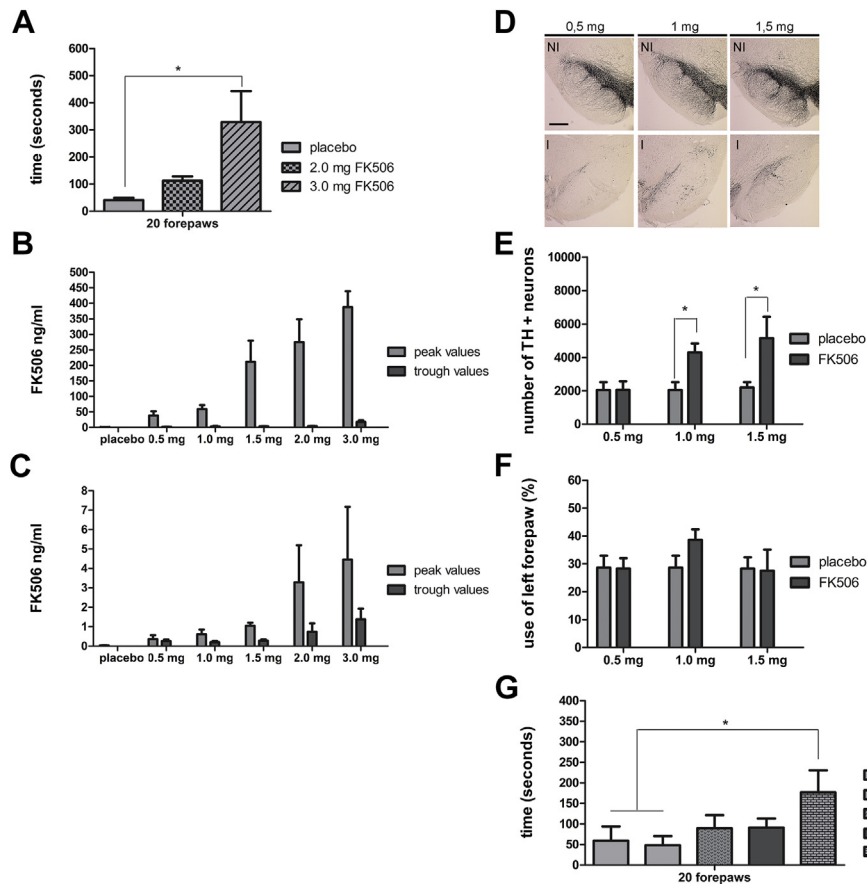 A
600
500
400
300
200
100
0
time (seconds)
*
20 forepaws
placebo
2.0 mg FK506
3.0 mg FK506
B
500
450
400
350
300
250
200
150
100
50
0
FK506 ng/ml
placebo 0.5 mg 1.0 mg 1.5 mg 2.0 mg 3.0 mg
peak values
trough values
C
8
7
6
5
4
3
2
1
0
FK506 ng/ml
placebo 0.5 mg 1.0 mg 1.5 mg 2.0 mg 3.0 mg
peak values
trough values
D
0,5 mg 1 mg 1,5 mg
NI NI NI
I I I
E
10000
8000
6000
4000
2000
0
number of TH + neurons
* *
0.5 mg 1.0 mg 1.5 mg
placebo
FK506
F
60
50
40
30
20
10
0
use of left forepaw (%)
0.5 mg 1.0 mg 1.5 mg
placebo
FK506
G
400
350
300
250
200
150
100
50
0
time (seconds)
*
20 forepaws